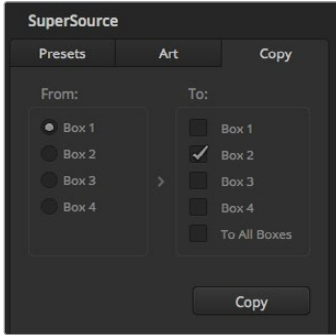 SuperSource
Presets Art Copy
From: To:
Box 1 Box 1
Box 2 Box 2
Box 3 > Box 3
Box 4 Box 4
To All Boxes
Copy